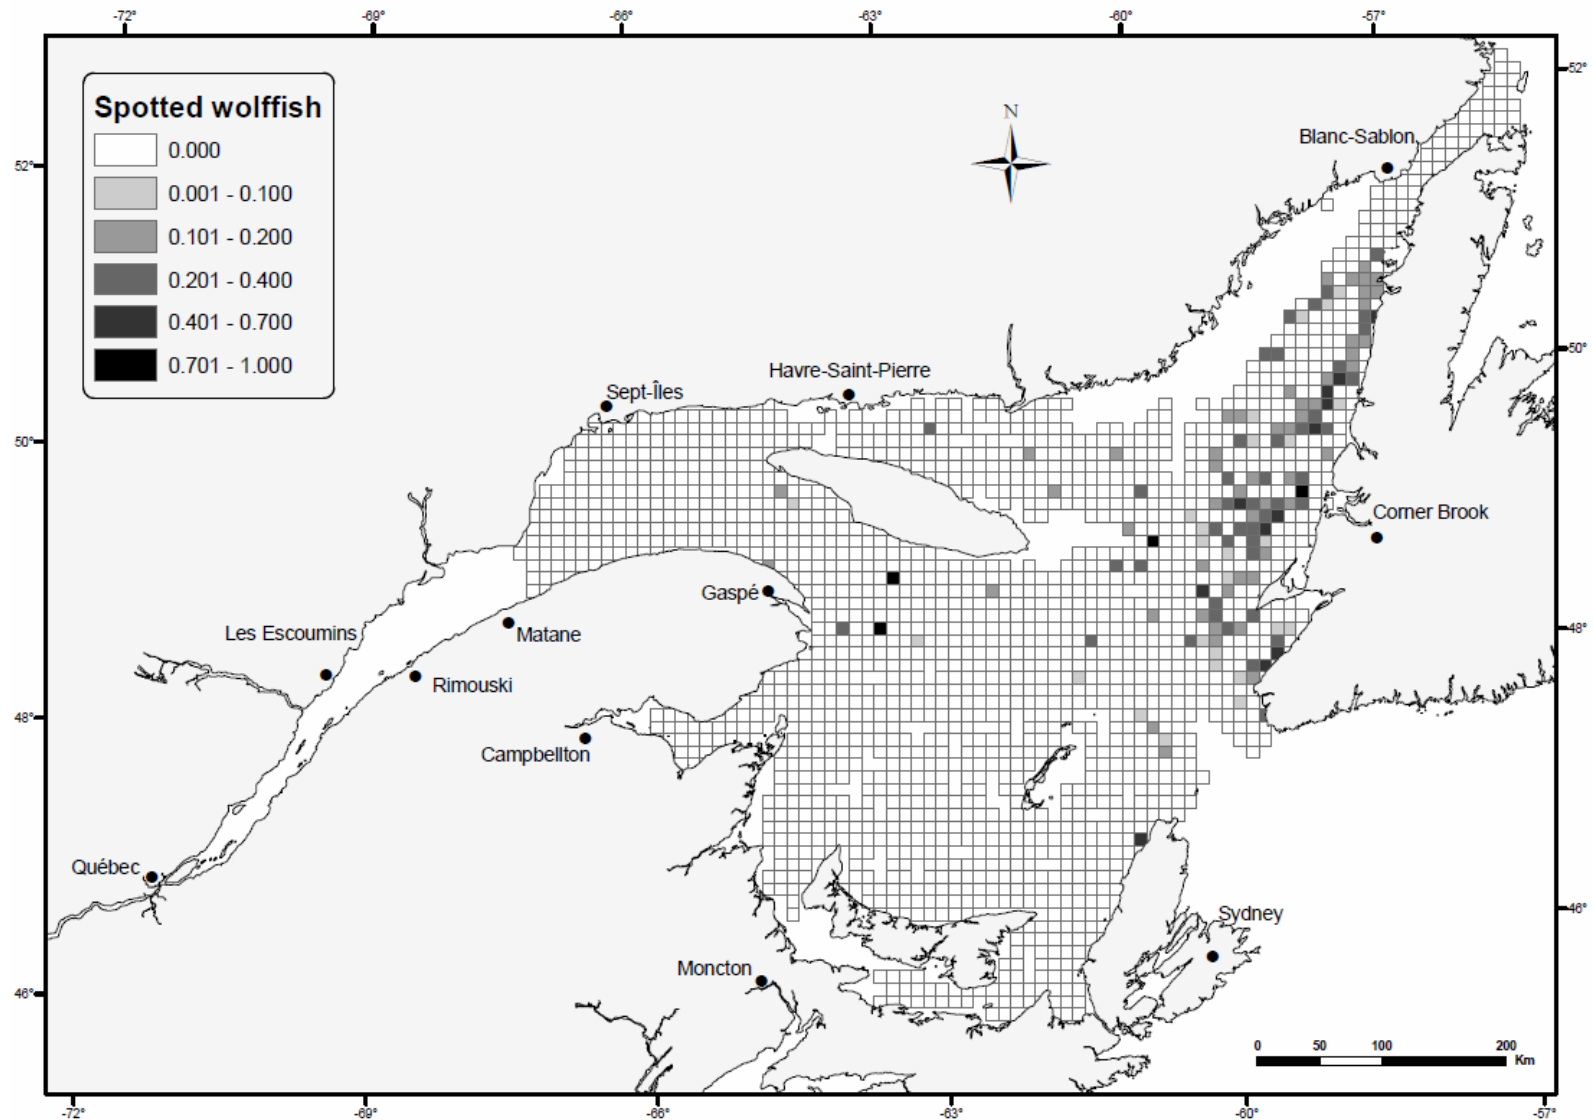 -72° -69° -66° -63° -60° -57°
Spotted wolffish
0.000
0.001 - 0.100
0.101 - 0.200
0.201 - 0.400
0.401 - 0.700
0.701 - 1.000
N
52°
Blanc-Sablon
52°
50°
Havre-Saint-Pierre
Sept-Îles
50°
Corner Brook
Gaspé
Les Escoumins
Matane
48°
Rimouski
48°
Campbellton
Québec
46°
Sydney
Moncton
46°
0 50 100 200
Km
-72° -69° -66° -63° -60° -57°